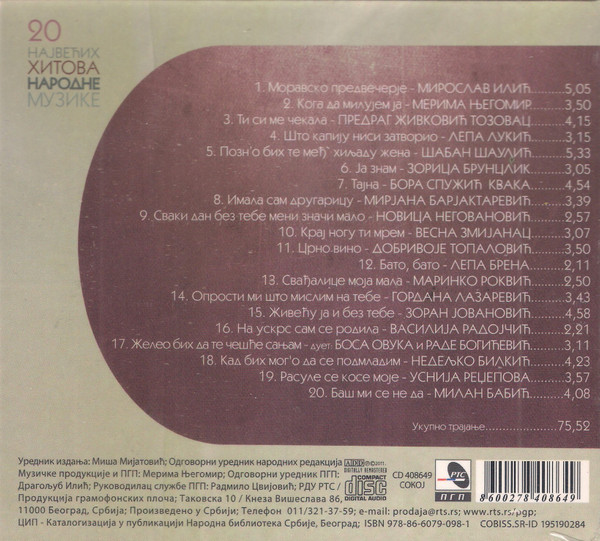 20
НАЈВЕЋИХ
ХИТОВА
НАРОДНЕ
МУЗИКЕ
1. Моравско предвечерје - МИРОСЛАВ ИЛИЋ 5,05
2. Кога да милујем ја - МЕРИМА ЊЕГОМИР 3,50
3. Ти си ме чекала - ПРЕДРАГ ЖИВКОВИЋ ТОЗОВАЦ 4,15
4. Што капију ниси затворио - ЛЕПА ЛУКИЋ 3,15
5. Позн'о бих те међ' хиљаду жена - ШАБАН ШАУЛИЋ 5,33
6. Ја знам - ЗОРИЦА БРУНЦЛИК 3,05
7. Тајна - БОРА СПУЖИЋ КВАКА 4,54
8. Имала сам другарицу - МИРЈАНА БАРЈАКТАРЕВИЋ 3,39
9. Сваки дан без тебе мени значи мало - НОВИЦА НЕГОВАНОВИЋ 2,57
10. Крај ногу ти мрем - ВЕСНА ЗМИЈАНАЦ 3,07
11. Црно вино - ДОБРИВОЈЕ ТОПАЛОВИЋ 3,50
12. Бато, бато - ЛЕПА БРЕНА 2,11
13. Свађалице моја мала - МАРИНКО РОКВИЋ 2,50
14. Опрости ми што мислим на тебе - ГОРДАНА ЛАЗАРЕВИЋ 3,43
15. Живећу ја и без тебе - ЗОРАН ЈОВАНОВИЋ 4,58
16. На ускрс сам се родила - ВАСИЛИЈА РАДОЈЧИЋ 2,21
17. Желео бих да те чешће сањам - дует: БОСА ОВУКА и РАДЕ БОГИЋЕВИЋ 3,11
18. Кад бих мог'о да се подмладим - НЕДЕЉКО БИЛКИЋ 4,23
19. Расуле се косе моје - УСНИЈА РЕЏЕПОВА 3,57
20. Баш ми се не да - МИЛАН БАБИЋ 4,08
Укупно трајање 75,52
Уредник издања: Миша Мијатовић; Одговорни уредник народних редакција
Музичке продукције и ПГП: Мерима Његомир; Одговорни уредник ПГП:
Драгољуб Илић; Руководилац службе ПГП: Радмило Цвијовић; РДУ РТС /
Продукција грамофонских плоча; Таковска 10 / Кнеза Вишеслава 86,
11000 Београд; Произведено у Србији; Телефон 011/321-37-59; e-mail: prodaja@rts.rs; www.rts.rs/pgp;
ЦИП - Каталогизација у публикацији Народна библиотека Србије, Београд; ISBN 978-86-6079-098-1 COBISS.SR-ID 195190284
DIGITALLY REMASTERED
COMPACT
disc
DIGITAL AUDIO
CD 408649
СОКОЈ
РТС
ПГП
8600278408649